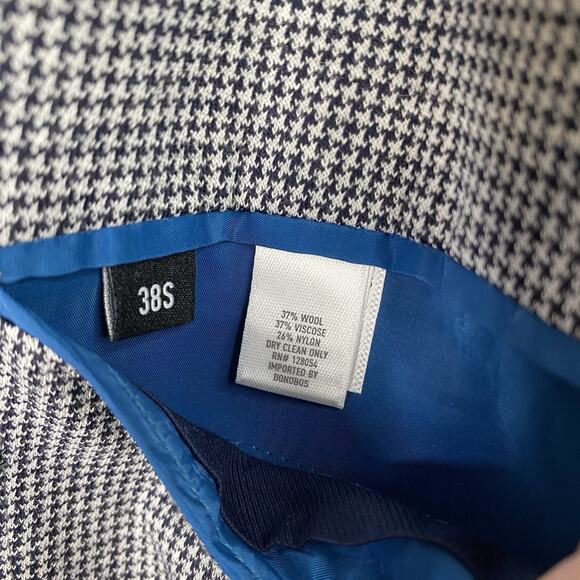 38S
37% WOOL
37% VISCOSE
26% NYLON
DRY CLEAN ONLY
RN# 128054
IMPORTED BY
BONOBOS